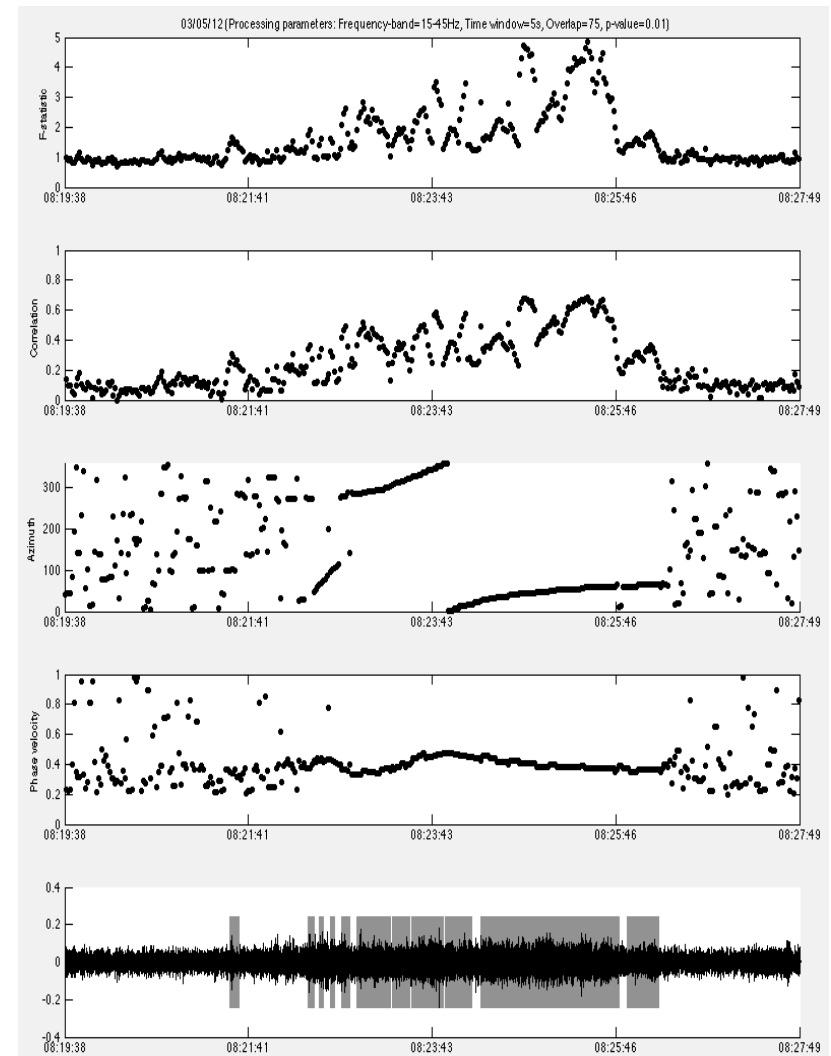 03/05/12 (Processing parameters: Frequency-band=15-45Hz, Time window=5s, Overlap=75, p-value=0.01)
5
4
3
2
1
0
F-statistic
08:19:38 08:21:41 08:23:43 08:25:46 08:27:49
1
0.8
0.6
0.4
0.2
0
Correlation
08:19:38 08:21:41 08:23:43 08:25:46 08:27:49
300
200
100
0
Azimuth
08:19:38 08:21:41 08:23:43 08:25:46 08:27:49
1
0.8
0.6
0.4
0.2
0
Phase velocity
08:19:38 08:21:41 08:23:43 08:25:46 08:27:49
0.4
0.2
0
-0.2
-0.4
08:19:38 08:21:41 08:23:43 08:25:46 08:27:49